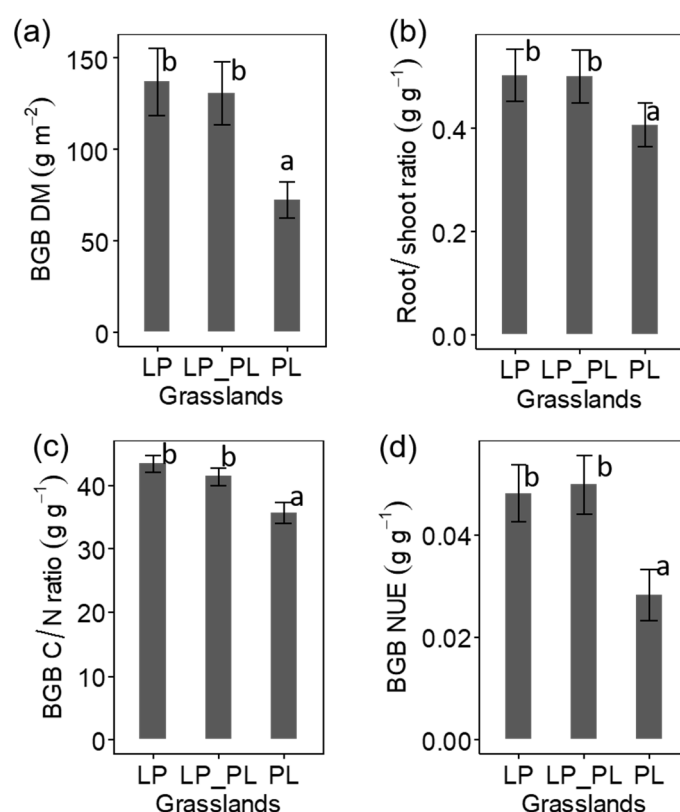 (a)
BGB DM (g m⁻²)
150
100
50
0
b
b
a
LP LP_PL PL
Grasslands
(b)
Root/shoot ratio (g g⁻¹)
0.4
0.2
0.0
b
b
a
LP LP_PL PL
Grasslands
(c)
BGB C/N ratio (g g⁻¹)
40
30
20
10
0
b
b
a
LP LP_PL PL
Grasslands
(d)
BGB NUE (g g⁻¹)
0.04
0.02
0.00
b
b
a
LP LP_PL PL
Grasslands